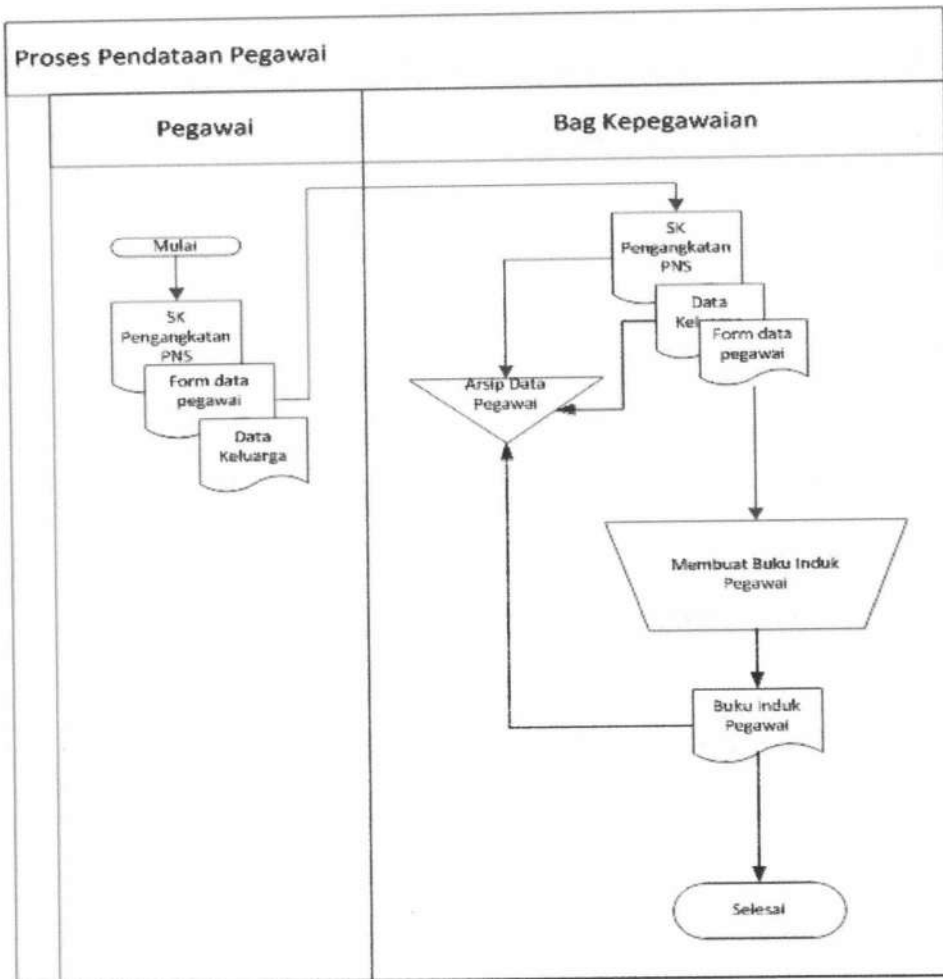 Proses Pendataan Pegawai
Pegawai
Bag Kepegawaian
Mulai
SK
Pengangkatan
PNS
Form data
pegawai
Data
Keluarga
SK
Pengangkatan
PNS
Data
Form data
pegawai
Arsip Data
Pegawai
Membuat Buku Induk
Pegawai
Buku Induk
Pegawai
Selesai